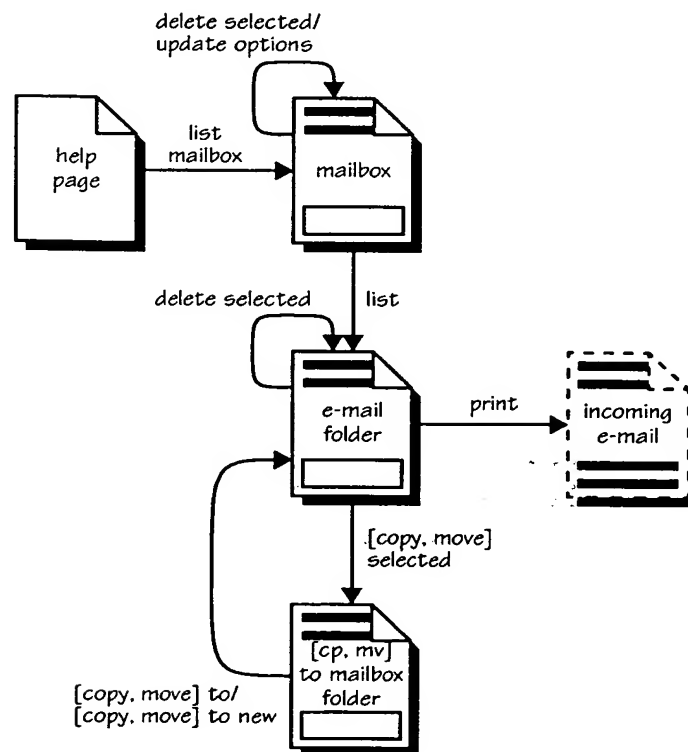 delete selected/
update options
help
page
list
mailbox
mailbox
delete selected
list
e-mail
folder
print
incoming
e-mail
[copy, move]
selected
[cp, mv]
to mailbox
folder
[copy, move] to/
[copy, move] to new